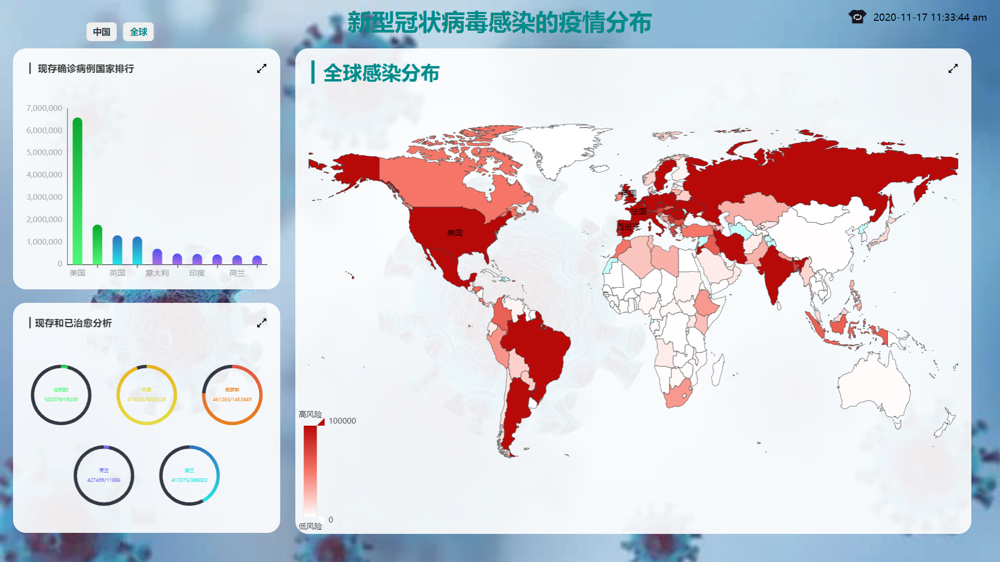 新型冠状病毒感染的疫情分布
2020-11-17 11:33:44 am
中国
全球
现存确诊病例国家排行
7,000,000
6,000,000
5,000,000
4,000,000
3,000,000
2,000,000
1,000,000
0
美国
英国
意大利
印度
荷兰
现存和已治愈分析
比利时
502279/19239
印度
479216/8205728
俄罗斯
461265/1453849
荷兰
427499/11886
波兰
417275/306022
全球感染分布
英国
法国
西班牙
美国
高风险
100000
0
低风险